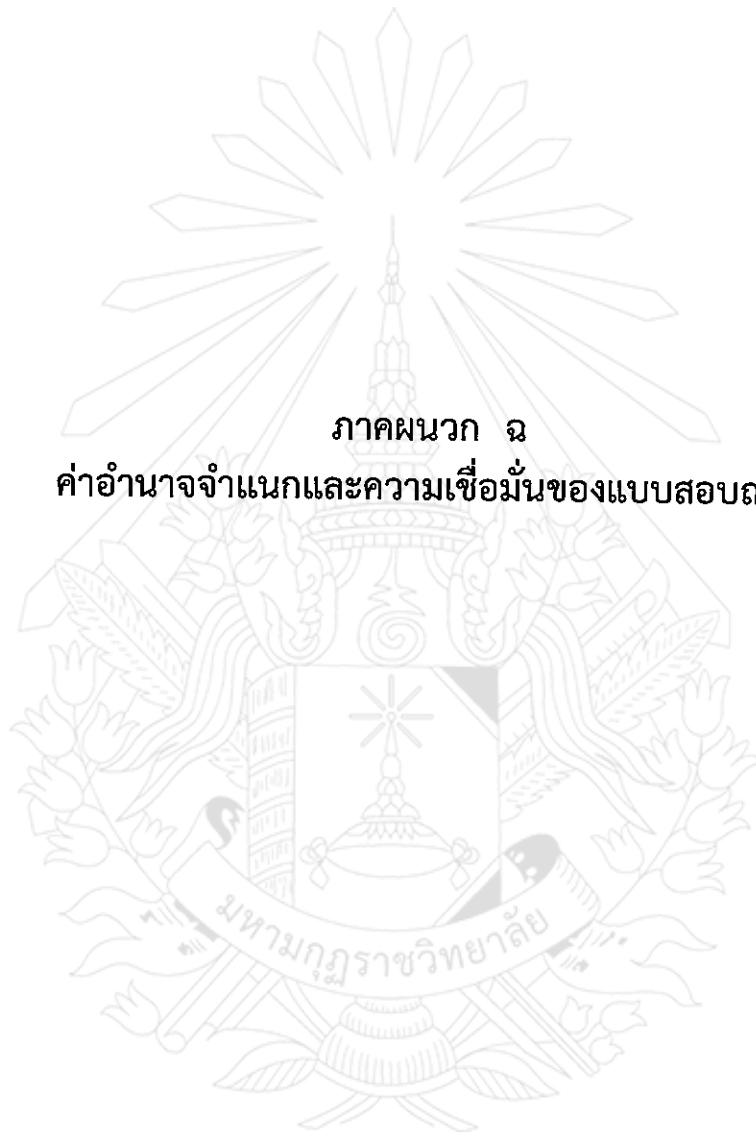 ภาคผนวก ฉ
ค่าอำนาจจำแนกและความเชื่อมั่นของแบบสอบถ
มหามกุฏราชวิทยาลัย